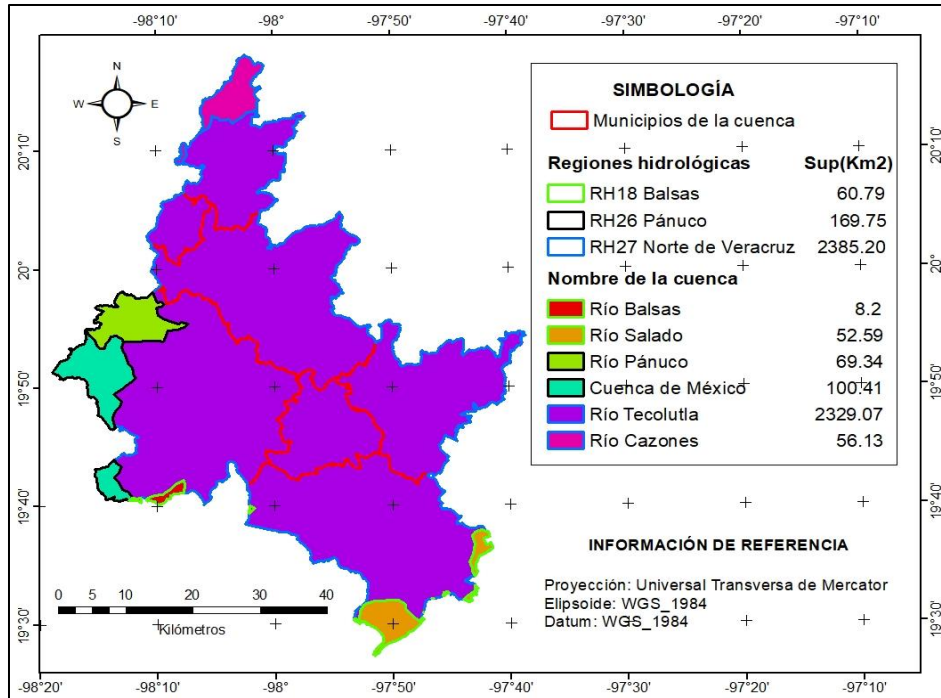 -98°10' -98° -97°50' -97°40' -97°30' -97°20' -97°10'
N
W E
S
SIMBOLOGÍA
Municipios de la cuenca
Regiones hidrológicas Sup(Km2)
RH18 Balsas 60.79
RH26 Pánuco 169.75
RH27 Norte de Veracruz 2385.20
Nombre de la cuenca
Río Balsas 8.2
Río Salado 52.59
Río Pánuco 69.34
Cuenca de México 100.41
Río Tecolutla 2329.07
Río Cazones 56.13
20°10' 20°10'
20° 20°
19°50' 19°50'
19°40' 19°40'
19°30' 19°30'
INFORMACIÓN DE REFERENCIA
Proyección: Universal Transversa de Mercator
Elipsoide: WGS_1984
Datum: WGS_1984
0 5 10 20 30 40
Kilómetros
-98°20' -98°10' -98° -97°50' -97°40' -97°30' -97°20' -97°10'